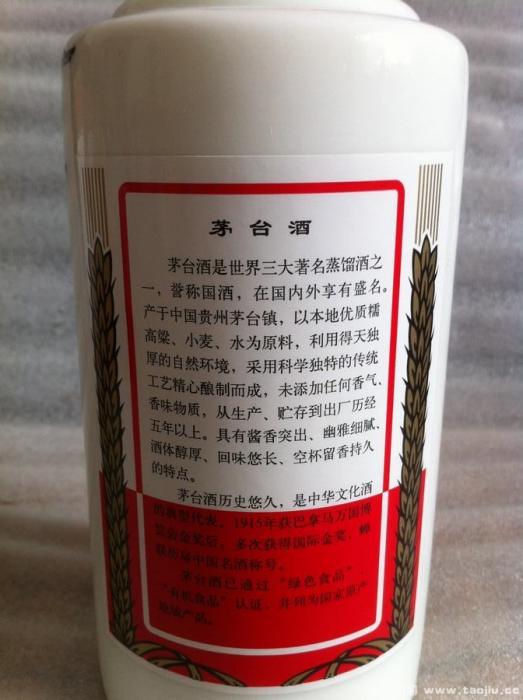 茅台酒
茅台酒是世界三大著名蒸馏酒之
一，誉称国酒，在国内外享有盛名。
产于中国贵州茅台镇，以本地优质糯
高粱、小麦、水为原料，利用得天独
厚的自然环境，采用科学独特的传统
工艺精心酿制而成，未添加任何香气、
香味物质，从生产、贮存到出厂历经
五年以上。具有酱香突出、幽雅细腻、
酒体醇厚、回味悠长、空杯留香持久
的特点。
茅台酒历史悠久，是中华文化酒
的典型代表。1915年获巴拿马万国博
览会金奖后，多次获得国际金奖，蝉
联历届中国名酒称号。
茅台酒已通过“绿色食品”
“有机食品”认证，并列为国家原产
地域产品。
www.taojiu.cc